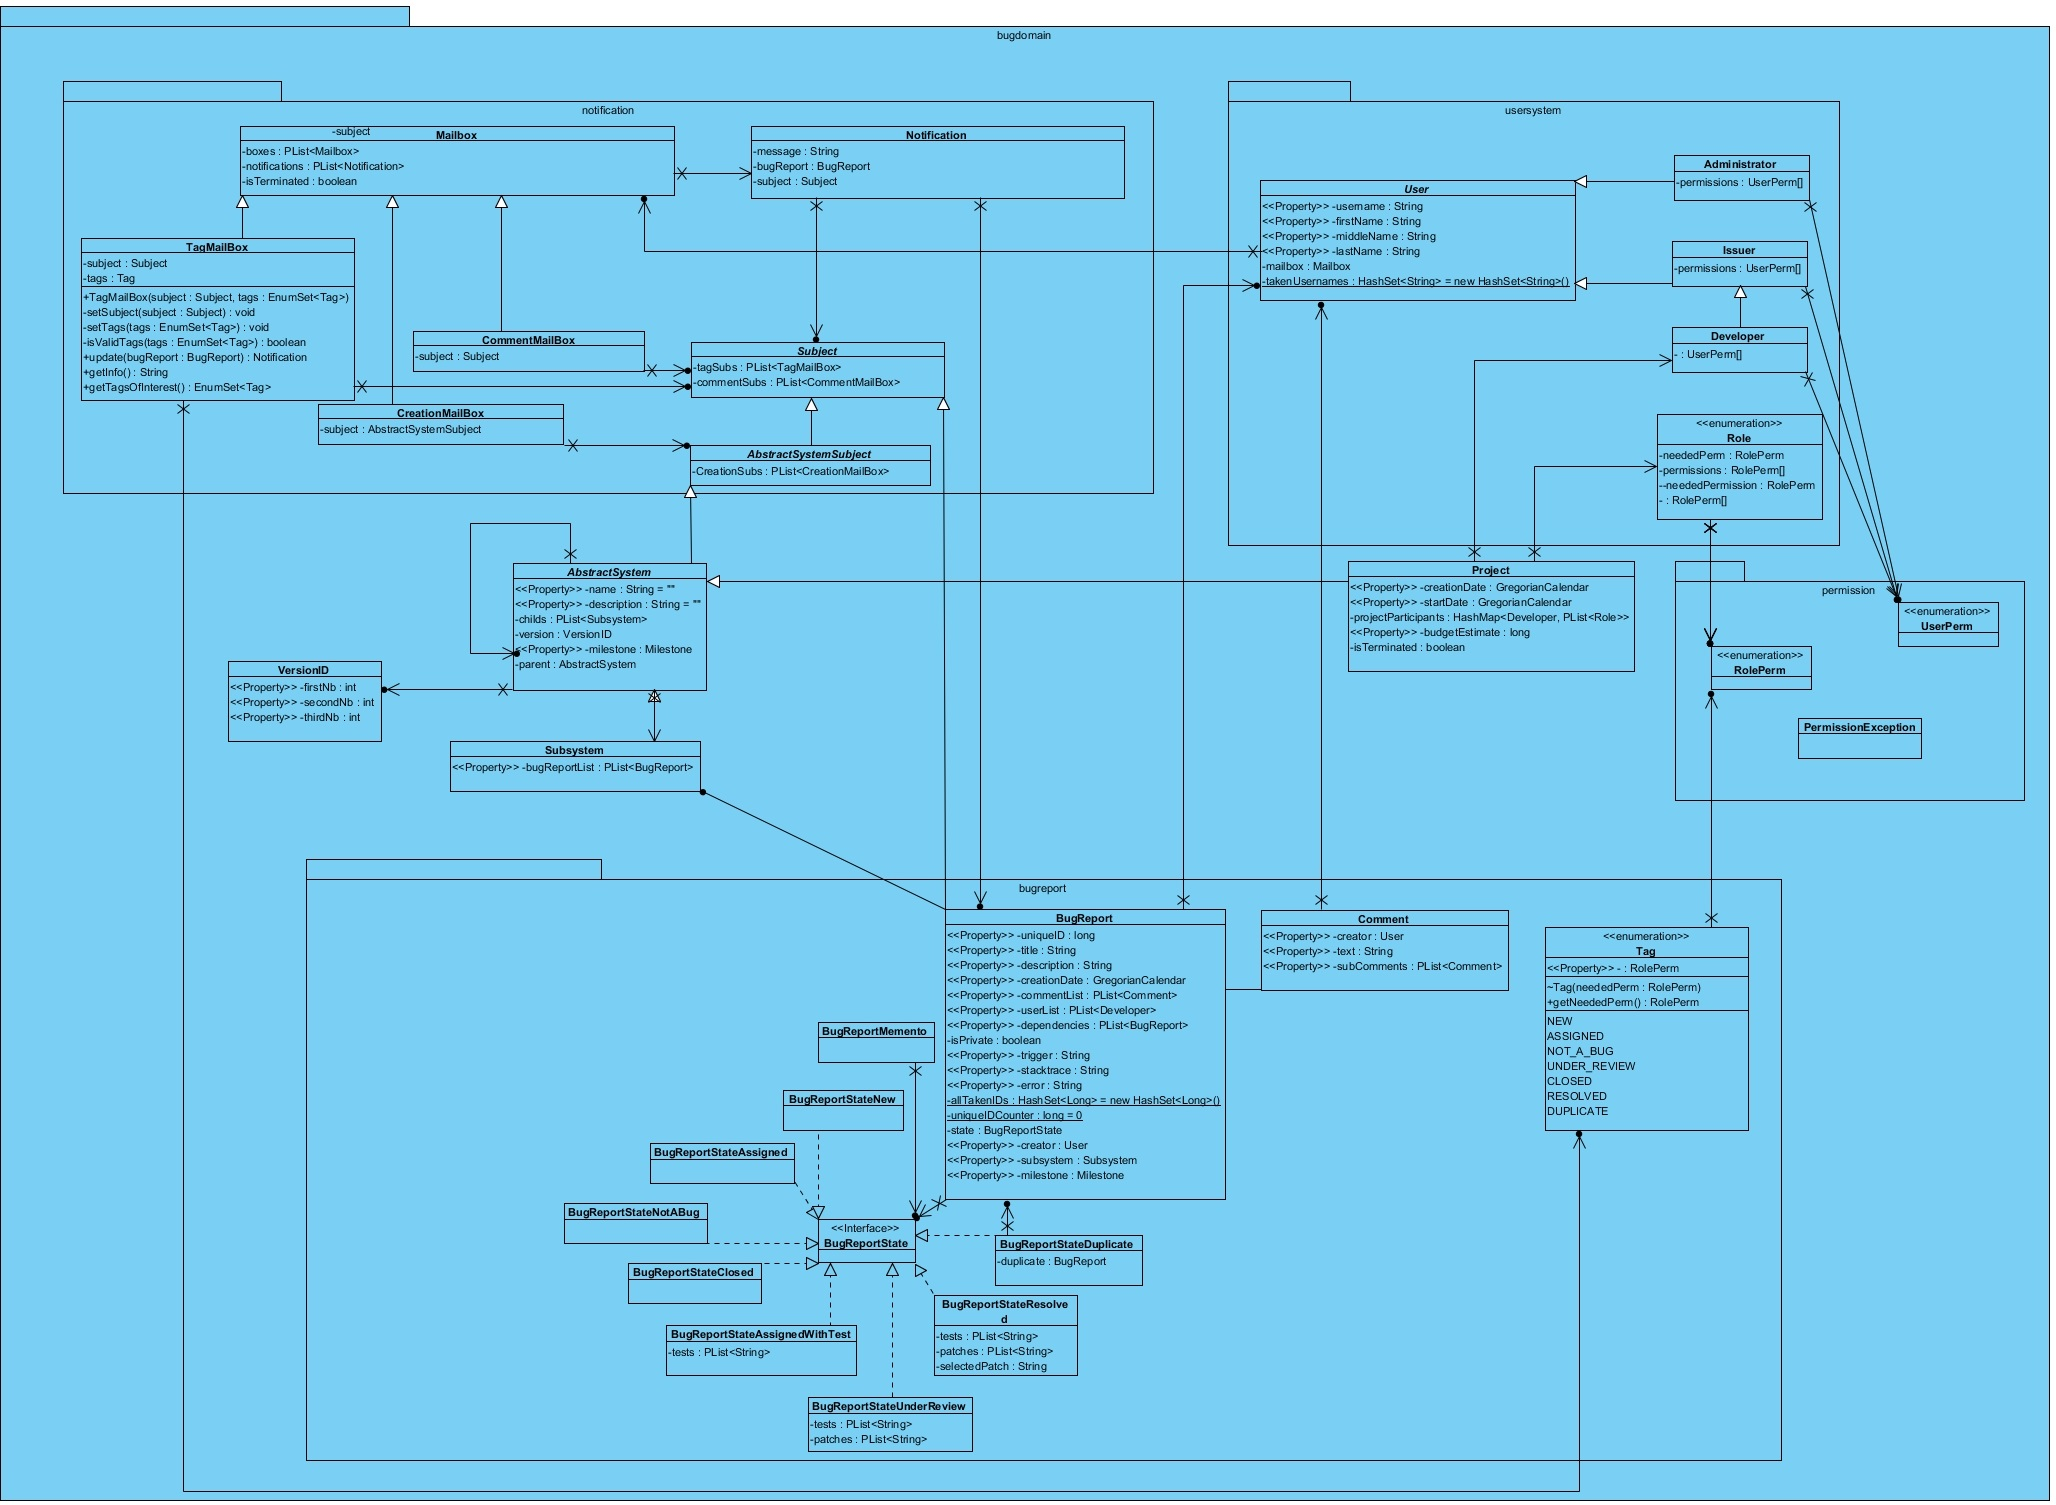 bugdomain
notification
-subject
Mailbox
-boxes : PList<Mailbox>
-notifications : PList<Notification>
-isTerminated : boolean
Notification
-message : String
-bugReport : BugReport
-subject : Subject
TagMailBox
-subject : Subject
-tags : Tag
+TagMailBox(subject : Subject, tags : EnumSet<Tag>)
-setSubject(subject : Subject) : void
-setTags(tags : EnumSet<Tag>) : void
-isValidTags(tags : EnumSet<Tag>) : boolean
+update(bugReport : BugReport) : Notification
+getInfo() : String
+getTagsOfInterest() : EnumSet<Tag>
CommentMailBox
-subject : Subject
Subject
-tagSubs : PList<TagMailBox>
-commentSubs : PList<CommentMailBox>
CreationMailBox
-subject : AbstractSystemSubject
AbstractSystemSubject
-CreationSubs : PList<CreationMailBox>
usersystem
User
<<Property>> -username : String
<<Property>> -firstName : String
<<Property>> -middleName : String
<<Property>> -lastName : String
-mailbox : Mailbox
-takenUsernames : HashSet<String> = new HashSet<String>()
Administrator
-permissions : UserPerm[]
Issuer
-permissions : UserPerm[]
Developer
- : UserPerm[]
<<enumeration>>
Role
-neededPerm : RolePerm
-permissions : RolePerm[]
--neededPermission : RolePerm
- : RolePerm[]
AbstractSystem
<<Property>> -name : String = ""
<<Property>> -description : String = ""
-childs : PList<Subsystem>
-version : VersionID
<<Property>> -milestone : Milestone
-parent : AbstractSystem
Project
<<Property>> -creationDate : GregorianCalendar
<<Property>> -startDate : GregorianCalendar
-projectParticipants : HashMap<Developer, PList<Role>>
<<Property>> -budgetEstimate : long
-isTerminated : boolean
permission
<<enumeration>>
UserPerm
<<enumeration>>
RolePerm
PermissionException
VersionID
<<Property>> -firstNb : int
<<Property>> -secondNb : int
<<Property>> -thirdNb : int
Subsystem
<<Property>> -bugReportList : PList<BugReport>
bugreport
BugReport
<<Property>> -uniqueID : long
<<Property>> -title : String
<<Property>> -description : String
<<Property>> -creationDate : GregorianCalendar
<<Property>> -commentList : PList<Comment>
<<Property>> -userList : PList<Developer>
<<Property>> -dependencies : PList<BugReport>
-isPrivate : boolean
<<Property>> -trigger : String
<<Property>> -stacktrace : String
<<Property>> -error : String
-allTakenIDs : HashSet<Long> = new HashSet<Long>()
-uniqueIDCounter : long = 0
-state : BugReportState
<<Property>> -creator : User
<<Property>> -subsystem : Subsystem
<<Property>> -milestone : Milestone
Comment
<<Property>> -creator : User
<<Property>> -text : String
<<Property>> -subComments : PList<Comment>
<<enumeration>>
Tag
<<Property>> - : RolePerm
~Tag(neededPerm : RolePerm)
+getNeededPerm() : RolePerm
NEW
ASSIGNED
NOT_A_BUG
UNDER_REVIEW
CLOSED
RESOLVED
DUPLICATE
BugReportMemento
BugReportStateNew
BugReportStateAssigned
BugReportStateNotABug
<<Interface>>
BugReportState
BugReportStateDuplicate
-duplicate : BugReport
BugReportStateClosed
BugReportStateResolve
d
-tests : PList<String>
-patches : PList<String>
-selectedPatch : String
BugReportStateAssignedWithTest
-tests : PList<String>
BugReportStateUnderReview
-tests : PList<String>
-patches : PList<String>